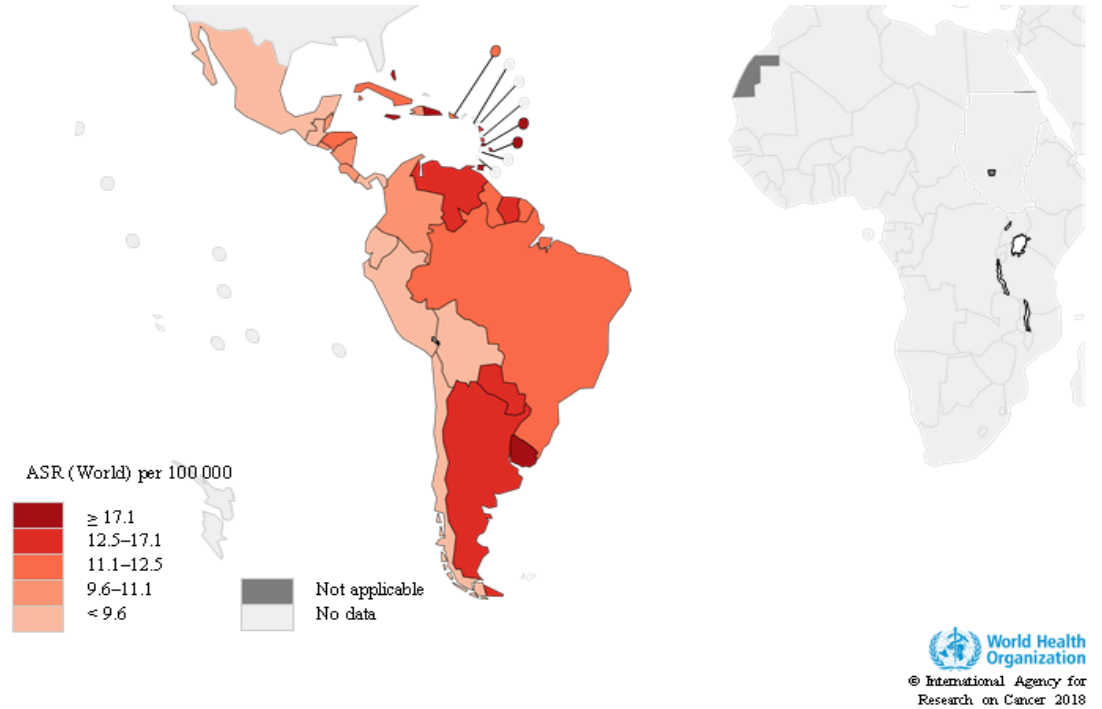 ASR (World) per 100 000
≥ 17.1
12.5–17.1
11.1–12.5
9.6–11.1
< 9.6
Not applicable
No data
World Health
Organization
© International Agency for
Research on Cancer 2018